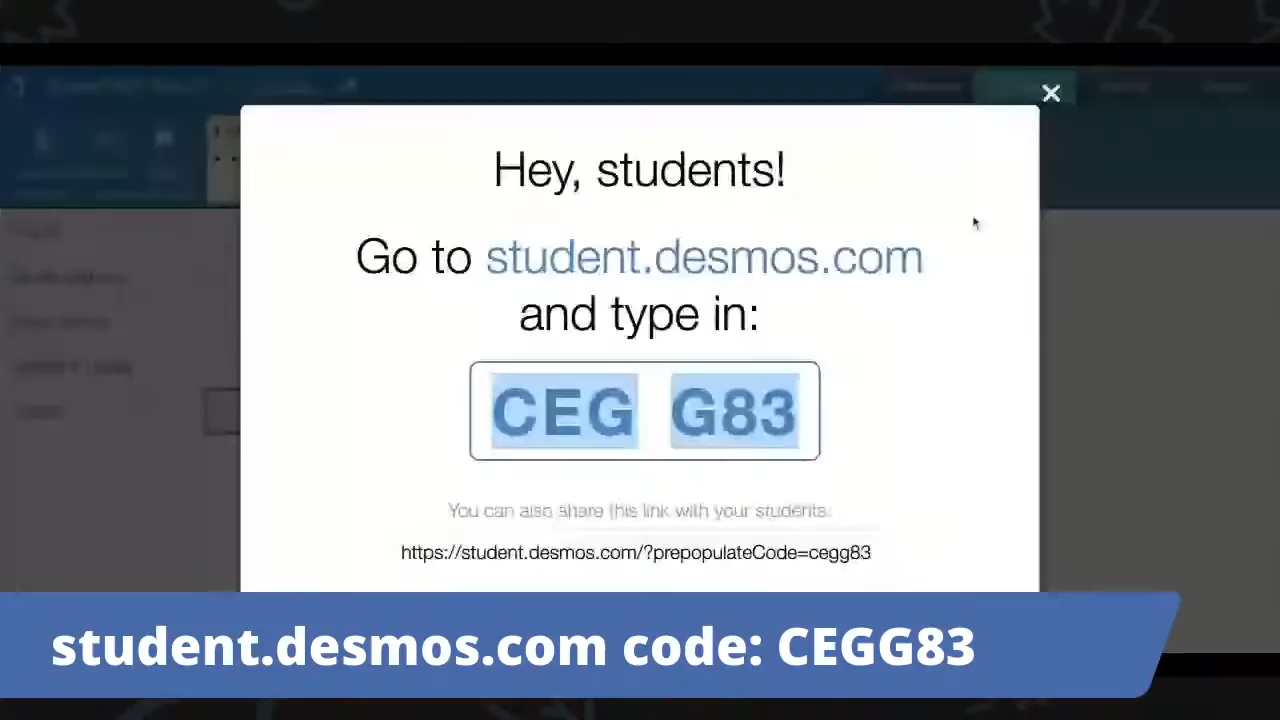 Hey, students!
Go to student.desmos.com
and type in:
CEG G83
You can also share this link with your students:
https://student.desmos.com/?prepopulateCode=cegg83
student.desmos.com code: CEGG83